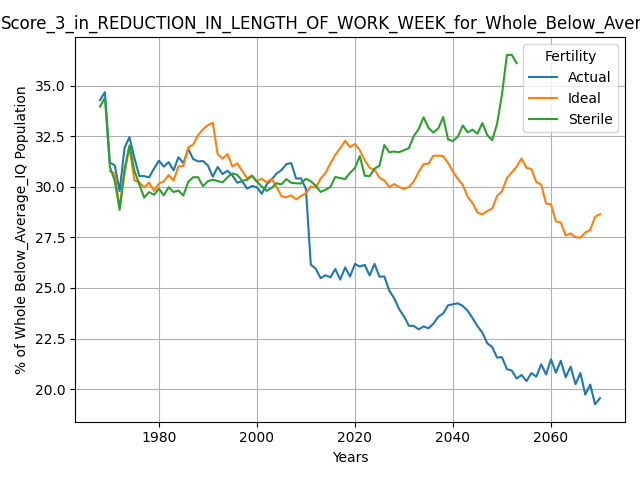 Score_3_in_REDUCTION_IN_LENGTH_OF_WORK_WEEK_for_Whole_Below_Aver
Fertility
Actual
Ideal
Sterile
35.0
32.5
30.0
27.5
25.0
22.5
20.0
% of Whole Below_Average_IQ Population
1980
2000
2020
2040
2060
Years